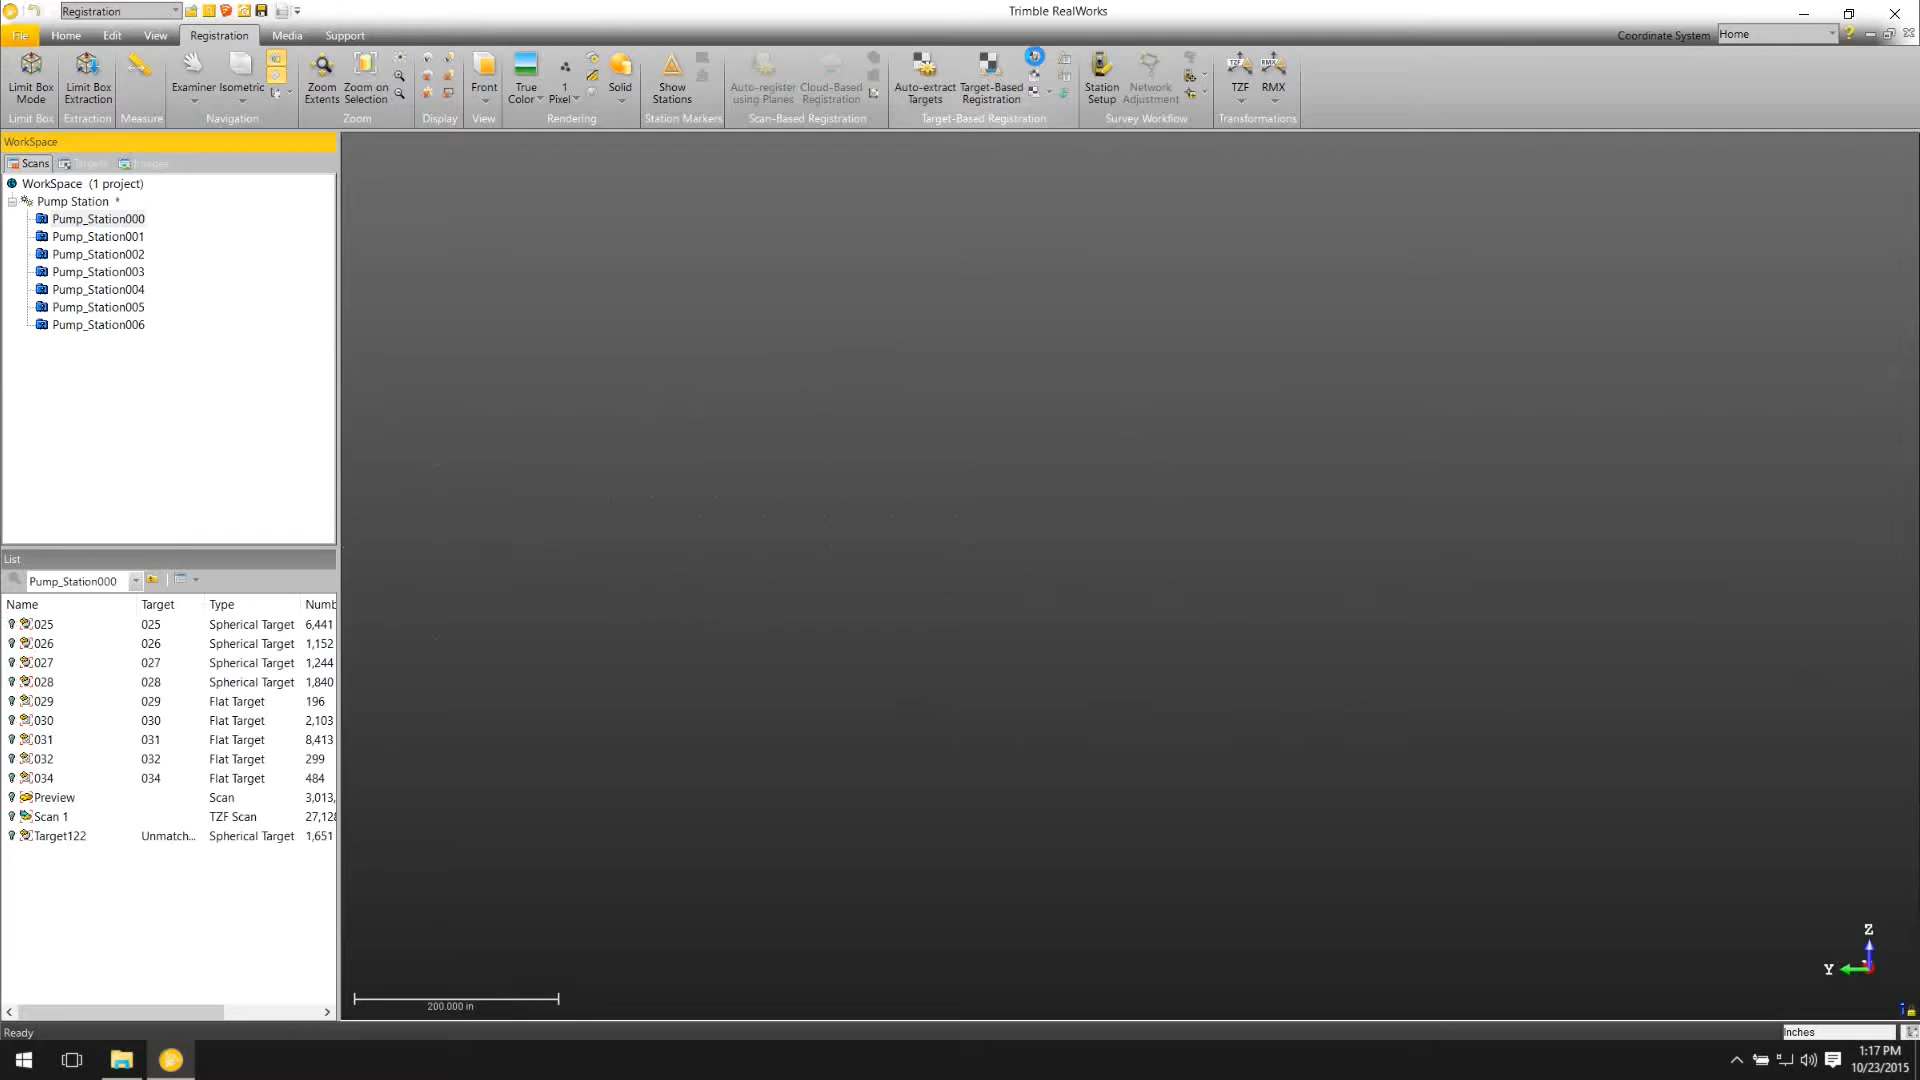 Registration
Trimble RealWorks
File Home Edit View Registration Media Support
Coordinate System Home
Limit Box Mode
Limit Box Extraction
Examiner
Isometric
Zoom Extents
Zoom on Selection
Front
True Color
1 Pixel
Solid
Show Stations
Auto-register using Planes
Cloud-Based Registration
Auto-extract Targets
Target-Based Registration
Station Setup
Network Adjustment
TZF
RMX
TZF
RMX
Limit Box Extraction Measure Navigation Zoom Display View Rendering Station Markers Scan-Based Registration Target-Based Registration Survey Workflow Transformations
WorkSpace
Scans Targets Images
WorkSpace (1 project)
Pump Station *
Pump_Station000
Pump_Station001
Pump_Station002
Pump_Station003
Pump_Station004
Pump_Station005
Pump_Station006
List
Pump_Station000
Name Target Type Numb
025 025 Spherical Target 6,441
026 026 Spherical Target 1,152
027 027 Spherical Target 1,244
028 028 Spherical Target 1,840
029 029 Flat Target 196
030 030 Flat Target 2,103
031 031 Flat Target 8,413
032 032 Flat Target 299
034 034 Flat Target 484
Preview Scan 3,013,
Scan 1 TZF Scan 27,128
Target122 Unmatch... Spherical Target 1,651
Z
Y
200.000 in
Ready
Inches
1:17 PM
10/23/2015